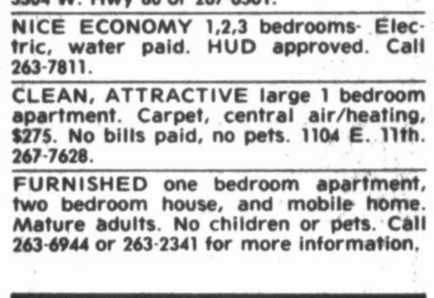 NICE ECONOMY 1,2,3 bedrooms- Elec-
tric, water paid. HUD approved. Call
263-7811.
CLEAN, ATTRACTIVE large 1 bedroom
apartment. Carpet, central air/heating,
$275. No bills paid, no pets. 1104 E. 11th.
267-7628.
FURNISHED one bedroom apartment,
two bedroom house, and mobile home.
Mature adults. No children or pets. Call
263-6944 or 263-2341 for more information.